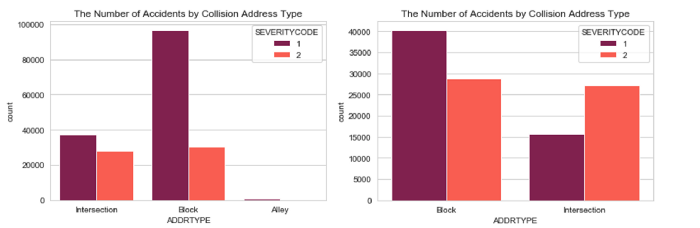 The Number of Accidents by Collision Address Type
100000
80000
60000
40000
20000
0
count
SEVERITYCODE
1
2
Intersection
Block
Alley
ADDRTYPE
The Number of Accidents by Collision Address Type
40000
35000
30000
25000
20000
15000
10000
5000
0
count
SEVERITYCODE
1
2
Block
Intersection
ADDRTYPE